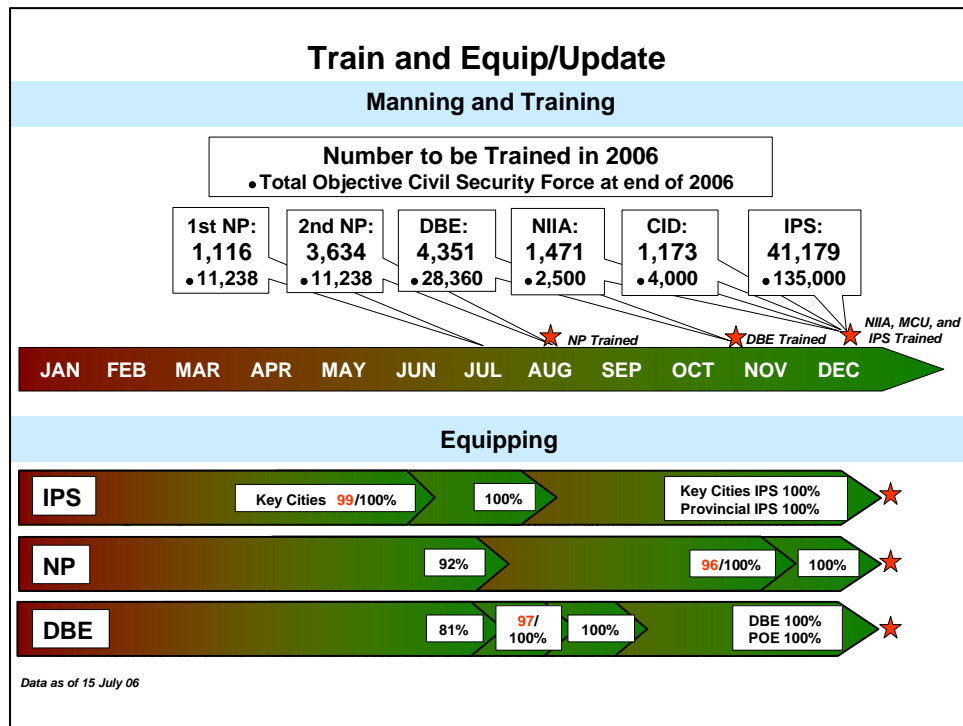 Train and Equip/Update
Manning and Training
Number to be Trained in 2006
• Total Objective Civil Security Force at end of 2006
1st NP:
1,116
• 11,238
2nd NP:
3,634
• 11,238
DBE:
4,351
• 28,360
NIIA:
1,471
• 2,500
CID:
1,173
• 4,000
IPS:
41,179
• 135,000
NP Trained
DBE Trained
NIIA, MCU, and
IPS Trained
JAN FEB MAR APR MAY JUN JUL AUG SEP OCT NOV DEC
Equipping
IPS
Key Cities 99/100%
100%
Key Cities IPS 100%
Provincial IPS 100%
NP
92%
96/100%
100%
DBE
81%
97/
100%
100%
DBE 100%
POE 100%
Data as of 15 July 06